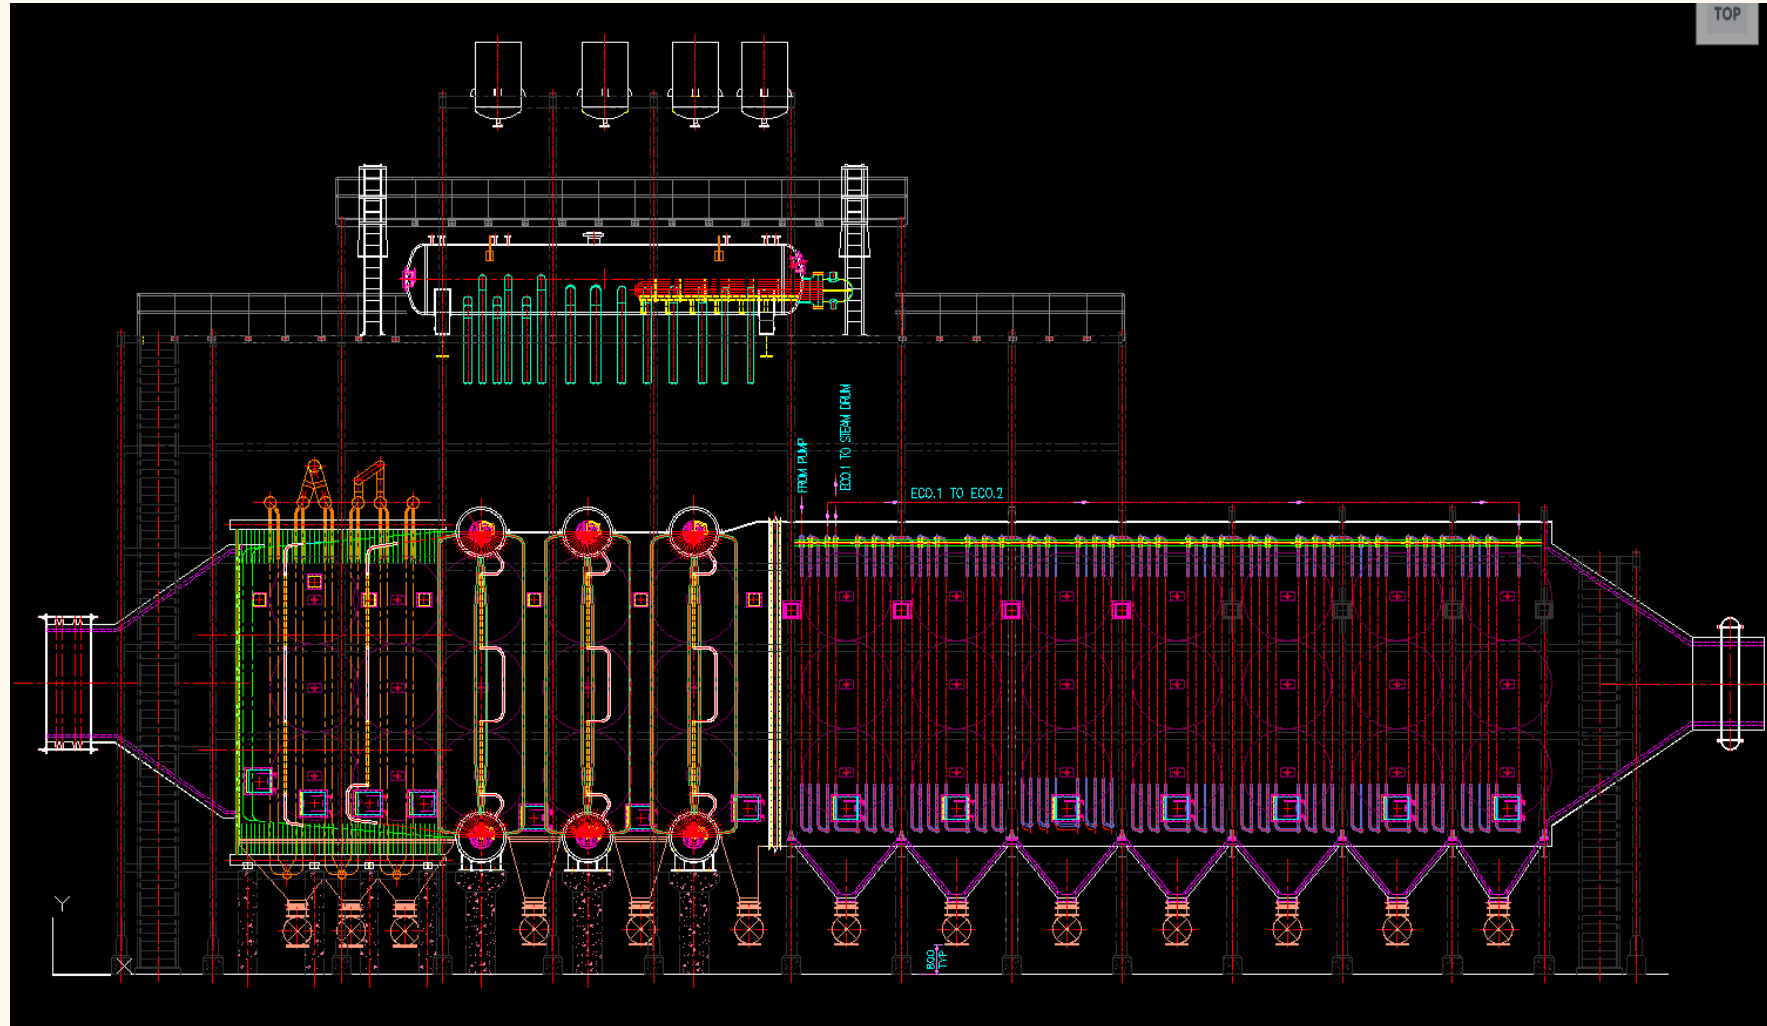 TOP
FROM PUMP
ECO.1 TO STEAM DRUM
ECO.1 TO ECO.2
800
TYP
Y
X